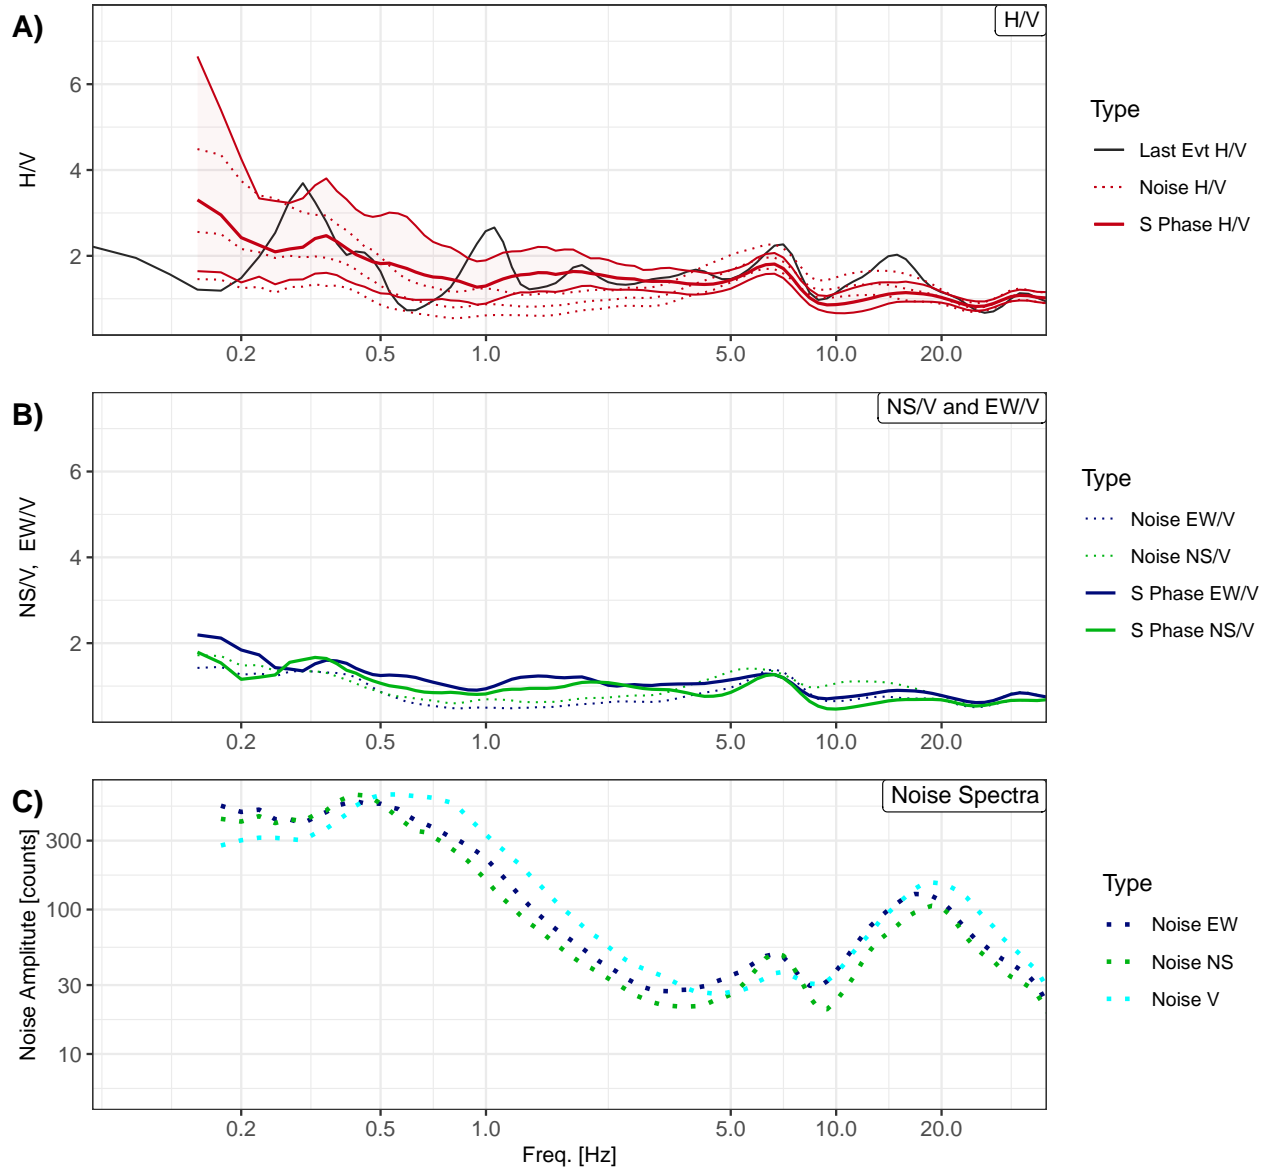 A)
H/V
6
4
2
H/V
0.2 0.5 1.0 5.0 10.0 20.0
Type
Last Evt H/V
Noise H/V
S Phase H/V
B)
NS/V and EW/V
6
4
2
NS/V, EW/V
0.2 0.5 1.0 5.0 10.0 20.0
Type
Noise EW/V
Noise NS/V
S Phase EW/V
S Phase NS/V
C)
Noise Spectra
300
100
30
10
Noise Amplitute [counts]
0.2 0.5 1.0 5.0 10.0 20.0
Freq. [Hz]
Type
Noise EW
Noise NS
Noise V